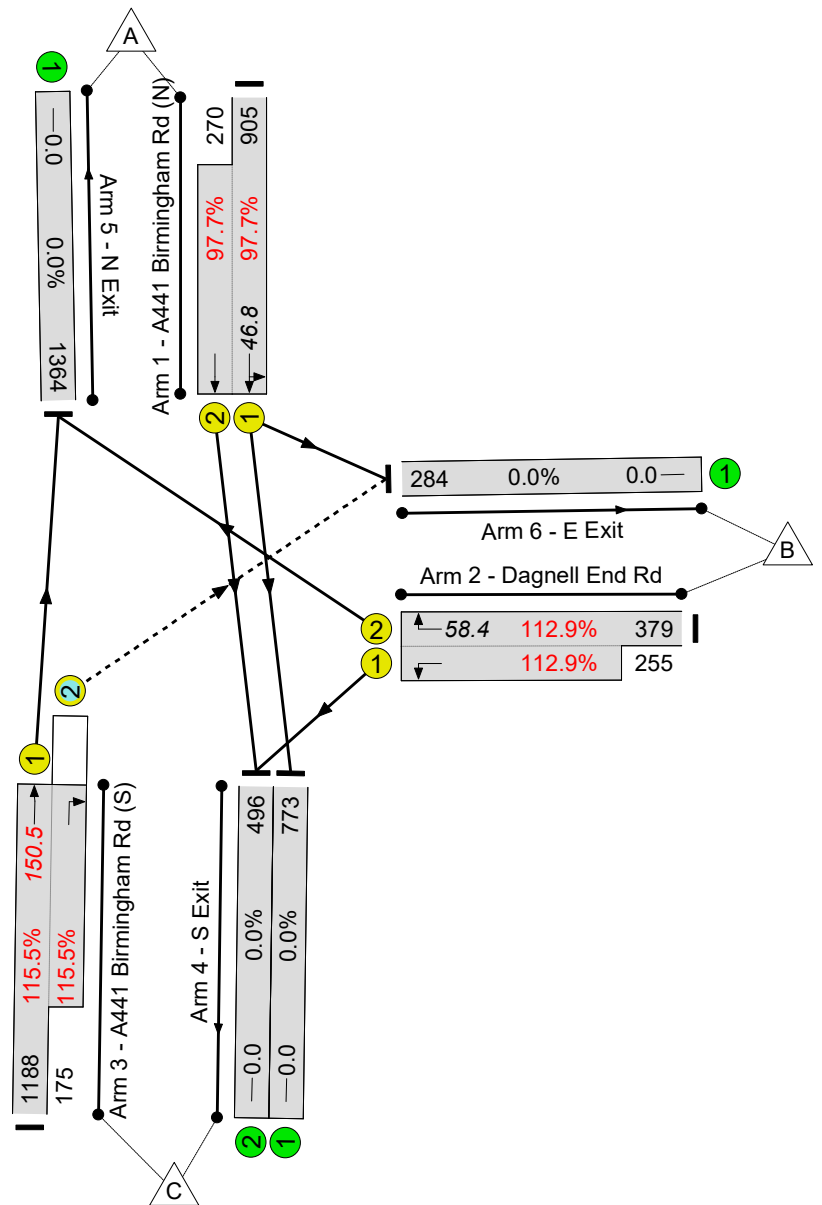 A
1
0.0
0.0%
1364
Arm 5 - N Exit
Arm 1 - A441 Birmingham Rd (N)
270
97.7%
2
905
97.7%
46.8
1
284 0.0% 0.0
1
Arm 6 - E Exit
B
Arm 2 - Dagnell End Rd
2
58.4 112.9% 379
1
112.9% 255
2
1
150.5
115.5%
1188
115.5%
175
Arm 3 - A441 Birmingham Rd (S)
Arm 4 - S Exit
496
0.0%
0.0
2
773
0.0%
0.0
1
C